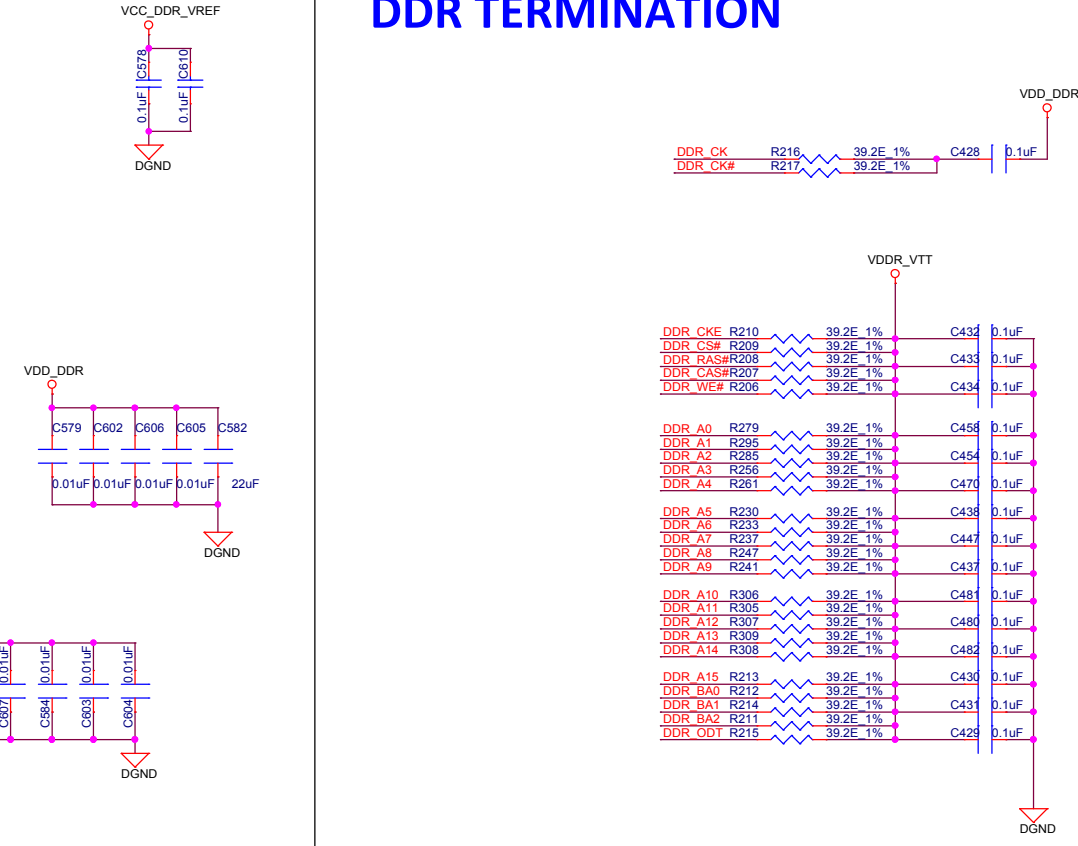 VCC_DDR_VREF
C578
0.1uF
C610
0.1uF
DGND
VDD_DDR
C579 C602 C606 C605 C582
0.01uF 0.01uF 0.01uF 0.01uF 22uF
DGND
0.01uF 0.01uF 0.01uF 0.01uF
C607 C584 C603 C604
DGND
DDR TERMINATION
VDD_DDR
DDR_CK R216 39.2E_1% C428 0.1uF
DDR_CK# R217 39.2E_1%
VDDR_VTT
DDR_CKE R210 39.2E_1% C432 0.1uF
DDR_CS# R209 39.2E_1%
DDR_RAS# R208 39.2E_1% C433 0.1uF
DDR_CAS# R207 39.2E_1%
DDR_WE# R206 39.2E_1% C434 0.1uF
DDR_A0 R279 39.2E_1% C458 0.1uF
DDR_A1 R295 39.2E_1%
DDR_A2 R285 39.2E_1% C454 0.1uF
DDR_A3 R256 39.2E_1%
DDR_A4 R261 39.2E_1% C470 0.1uF
DDR_A5 R230 39.2E_1% C438 0.1uF
DDR_A6 R233 39.2E_1%
DDR_A7 R237 39.2E_1% C447 0.1uF
DDR_A8 R247 39.2E_1%
DDR_A9 R241 39.2E_1% C437 0.1uF
DDR_A10 R306 39.2E_1% C481 0.1uF
DDR_A11 R305 39.2E_1%
DDR_A12 R307 39.2E_1% C480 0.1uF
DDR_A13 R309 39.2E_1%
DDR_A14 R308 39.2E_1% C482 0.1uF
DDR_A15 R213 39.2E_1% C430 0.1uF
DDR_BA0 R212 39.2E_1%
DDR_BA1 R214 39.2E_1% C431 0.1uF
DDR_BA2 R211 39.2E_1%
DDR_ODT R215 39.2E_1% C429 0.1uF
DGND